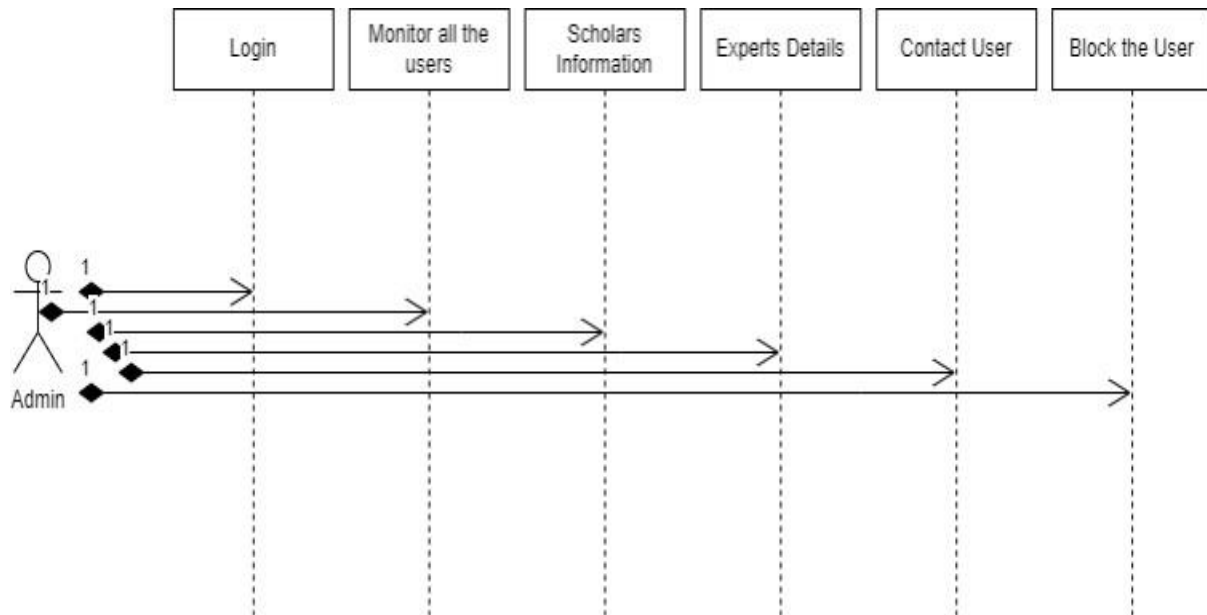 Login
Monitor all the
users
Scholars
Information
Experts Details
Contact User
Block the User
1
1
1
1
1
1
Admin